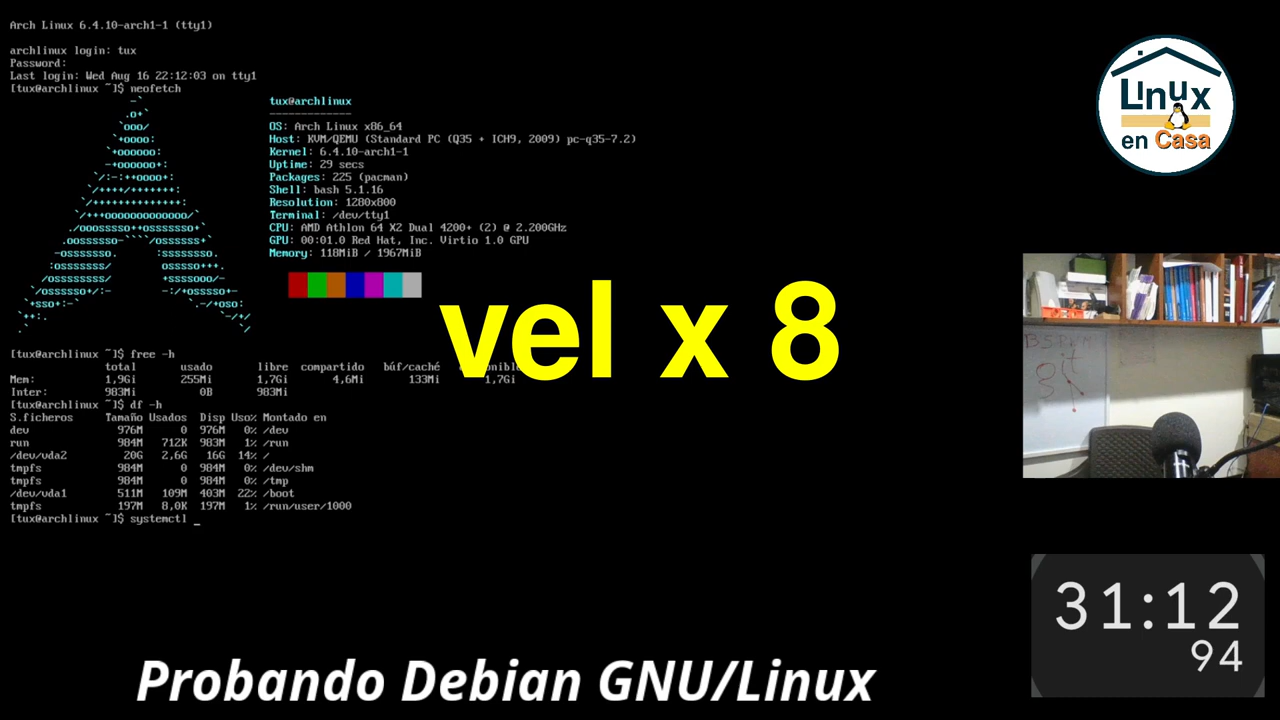 Arch Linux 6.4.10-arch1-1 (tty1)
archlinux login: tux
Password:
Last login: Wed Aug 16 22:12:03 on tty1
[tux@archlinux ~]$ neofetch
tux@archlinux
-------------
OS: Arch Linux x86_64
Host: KVM/QEMU (Standard PC (Q35 + ICH9, 2009) pc-q35-7.2)
Kernel: 6.4.10-arch1-1
Uptime: 29 secs
Packages: 225 (pacman)
Shell: bash 5.1.16
Resolution: 1280x800
Terminal: /dev/tty1
CPU: AMD Athlon 64 X2 Dual 4200+ (2) @ 2.200GHz
GPU: 00:01.0 Red Hat, Inc. Virtio 1.0 GPU
Memory: 118MiB / 1967MiB
[tux@archlinux ~]$ free -h
total usado libre compartido búf/caché
Mem: 1,9Gi 255Mi 1,7Gi 4,6Mi 133Mi 1,7Gi
Inter: 983Mi 0B 983Mi
[tux@archlinux ~]$ df -h
S.ficheros Tamaño Usados Disp Uso% Montado en
dev 976M 0 976M 0% /dev
run 984M 712K 983M 1% /run
/dev/vda2 20G 2,6G 16G 14% /
tmpfs 984M 0 984M 0% /dev/shm
tmpfs 984M 0 984M 0% /tmp
/dev/vda1 511M 109M 403M 22% /boot
tmpfs 197M 8,0K 197M 1% /run/user/1000
[tux@archlinux ~]$ systemctl _
vel x 8
Linux
en Casa
git
31:12
94
Probando Debian GNU/Linux